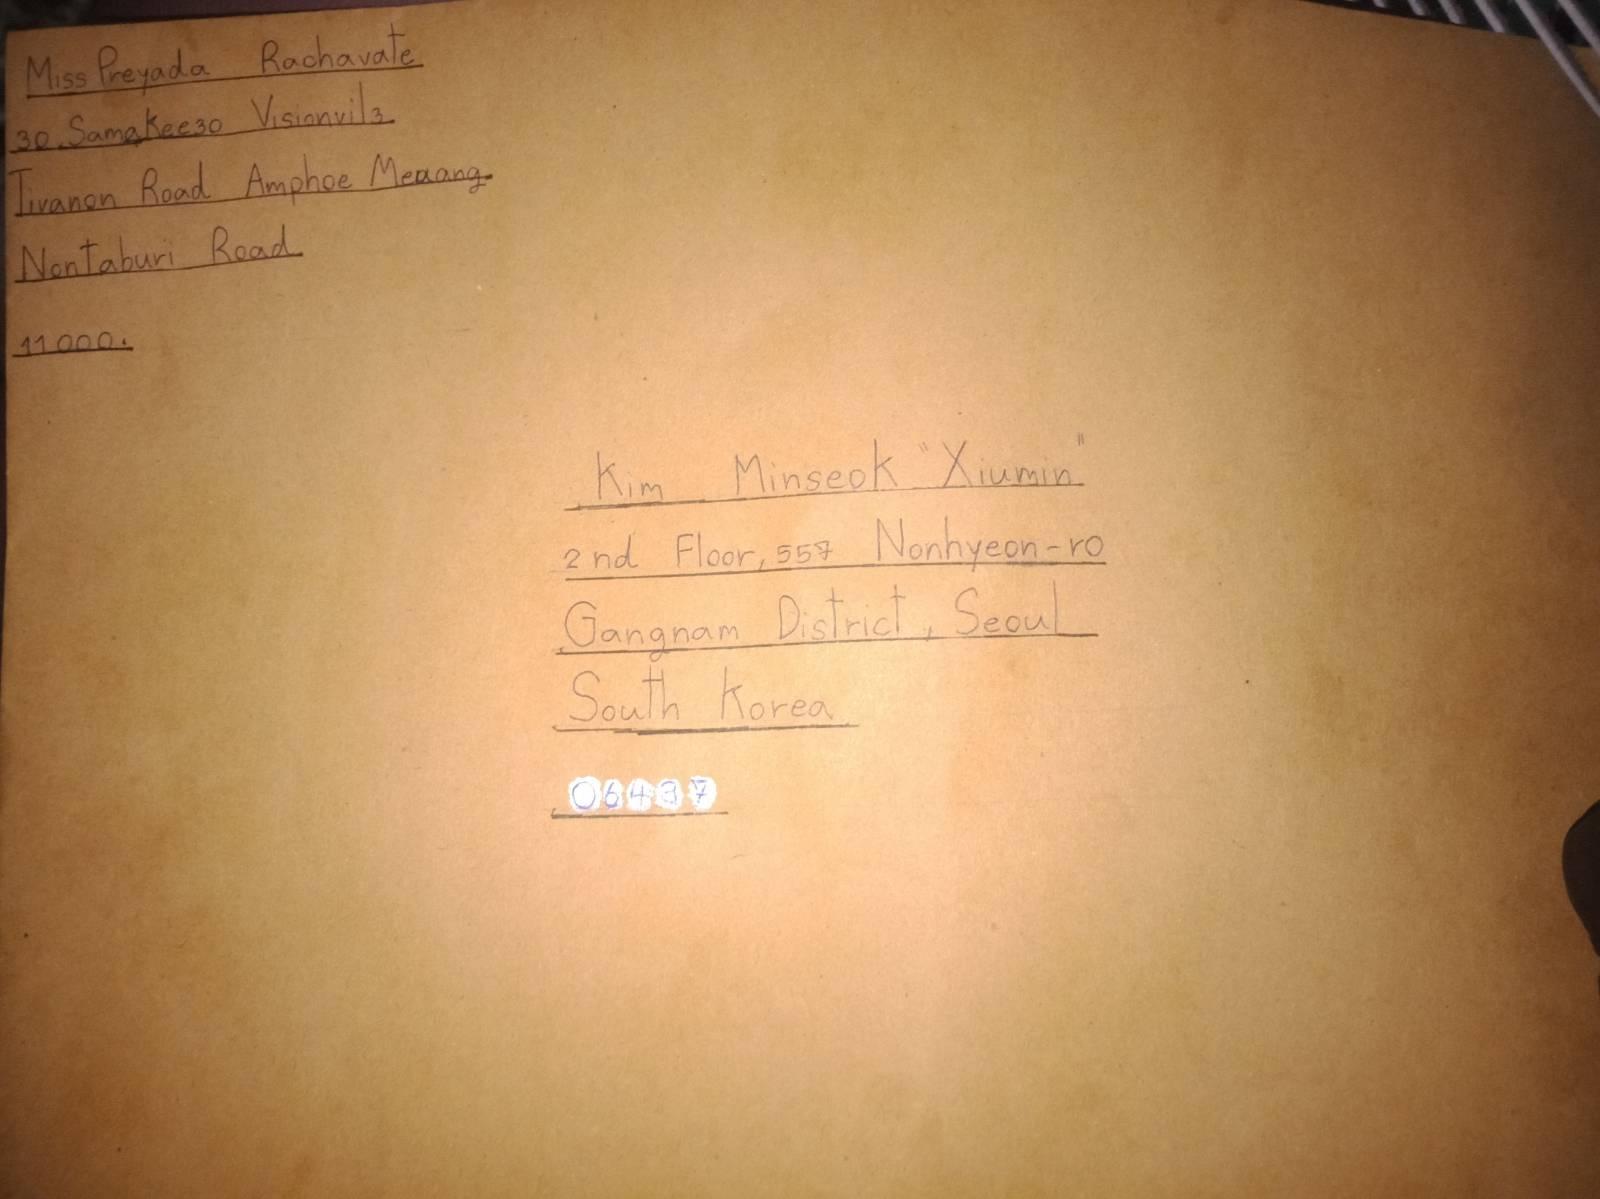 Miss Preyada Rachavate
30. Samakee30 Visionvil3
Tivanon Road Amphoe Meuang
Nontaburi Road
11000.
Kim Minseok "Xiumin"
2nd Floor, 557 Nonhyeon-ro
Gangnam District, Seoul
South Korea
06437